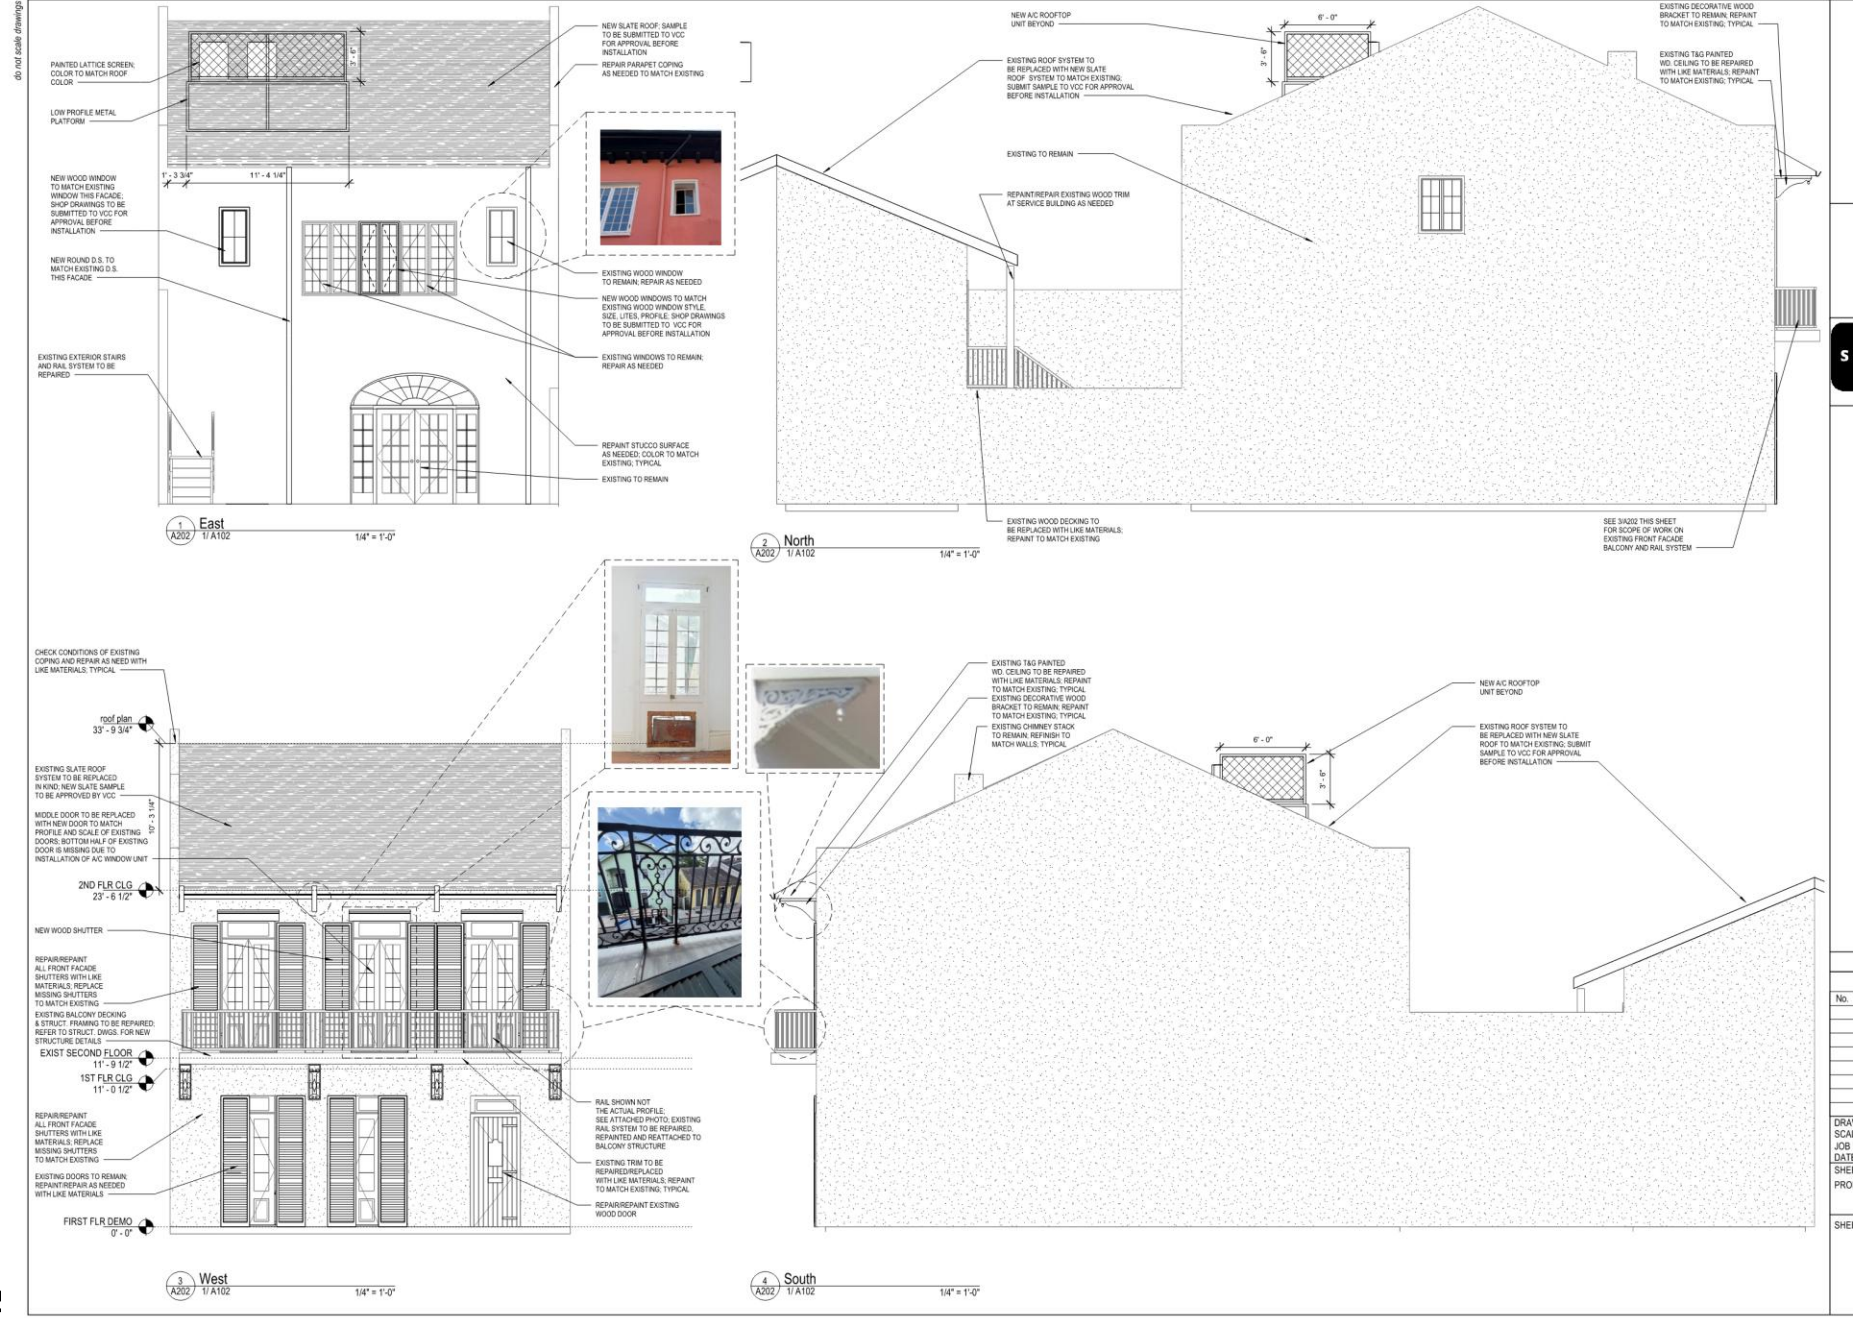 do not scale drawings
PAINTED LATTICE SCREEN;
COLOR TO MATCH ROOF
COLOR
LOW PROFILE METAL
PLATFORM
NEW WOOD WINDOW
TO MATCH EXISTING
WINDOW THIS FACADE;
SHOP DRAWINGS TO BE
SUBMITTED TO VCC FOR
APPROVAL BEFORE
INSTALLATION
NEW ROUND D.S. TO
MATCH EXISTING D.S.
THIS FACADE
EXISTING EXTERIOR STAIRS
AND RAIL SYSTEM TO BE
REPAIRED
3' - 6"
1' - 3 3/4"
11' - 4 1/4"
NEW SLATE ROOF; SAMPLE
TO BE SUBMITTED TO VCC
FOR APPROVAL BEFORE
INSTALLATION
REPAIR PARAPET COPING
AS NEEDED TO MATCH EXISTING
EXISTING WOOD WINDOW
TO REMAIN; REPAIR AS NEEDED
NEW WOOD WINDOWS TO MATCH
EXISTING WOOD WINDOW STYLE,
SIZE, LITES, PROFILE; SHOP DRAWINGS
TO BE SUBMITTED TO VCC FOR
APPROVAL BEFORE INSTALLATION
EXISTING WINDOWS TO REMAIN;
REPAIR AS NEEDED
REPAINT STUCCO SURFACE
AS NEEDED; COLOR TO MATCH
EXISTING; TYPICAL
EXISTING TO REMAIN
1
A202
East
1/ A102
1/4" = 1'-0"
NEW A/C ROOFTOP
UNIT BEYOND
EXISTING ROOF SYSTEM TO
BE REPLACED WITH NEW SLATE
ROOF SYSTEM TO MATCH EXISTING;
SUBMIT SAMPLE TO VCC FOR APPROVAL
BEFORE INSTALLATION
EXISTING TO REMAIN
REPAINT/REPAIR EXISTING WOOD TRIM
AT SERVICE BUILDING AS NEEDED
6' - 0"
3' - 6"
EXISTING DECORATIVE WOOD
BRACKET TO REMAIN; REPAINT
TO MATCH EXISTING; TYPICAL
EXISTING T&G PAINTED
WD. CEILING TO BE REPAIRED
WITH LIKE MATERIALS; REPAINT
TO MATCH EXISTING; TYPICAL
EXISTING WOOD DECKING TO
BE REPLACED WITH LIKE MATERIALS;
REPAINT TO MATCH EXISTING
SEE 3/A202 THIS SHEET
FOR SCOPE OF WORK ON
EXISTING FRONT FACADE
BALCONY AND RAIL SYSTEM
2
A202
North
1/ A102
1/4" = 1'-0"
S
CHECK CONDITIONS OF EXISTING
COPING AND REPAIR AS NEED WITH
LIKE MATERIALS; TYPICAL
roof plan
33' - 9 3/4"
EXISTING SLATE ROOF
SYSTEM TO BE REPLACED
IN KIND; NEW SLATE SAMPLE
TO BE APPROVED BY VCC
10' - 3 1/4"
MIDDLE DOOR TO BE REPLACED
WITH NEW DOOR TO MATCH
PROFILE AND SCALE OF EXISTING
DOORS; BOTTOM HALF OF EXISTING
DOOR IS MISSING DUE TO
INSTALLATION OF A/C WINDOW UNIT
2ND FLR CLG
23' - 6 1/2"
NEW WOOD SHUTTER
REPAIR/REPAINT
ALL FRONT FACADE
SHUTTERS WITH LIKE
MATERIALS; REPLACE
MISSING SHUTTERS
TO MATCH EXISTING
EXISTING BALCONY DECKING
& STRUCT. FRAMING TO BE REPAIRED;
REFER TO STRUCT. DWGS. FOR NEW
STRUCTURE DETAILS
EXIST SECOND FLOOR
11' - 9 1/2"
1ST FLR CLG
11' - 0 1/2"
REPAIR/REPAINT
ALL FRONT FACADE
SHUTTERS WITH LIKE
MATERIALS; REPLACE
MISSING SHUTTERS
TO MATCH EXISTING
EXISTING DOORS TO REMAIN;
REPAINT/REPAIR AS NEEDED
WITH LIKE MATERIALS
FIRST FLR DEMO
0' - 0"
RAIL SHOWN NOT
THE ACTUAL PROFILE;
SEE ATTACHED PHOTO; EXISTING
RAIL SYSTEM TO BE REPAIRED,
REPAINTED AND REATTACHED TO
BALCONY STRUCTURE
EXISTING TRIM TO BE
REPAIRED/REPLACED
WITH LIKE MATERIALS; REPAINT
TO MATCH EXISTING; TYPICAL
REPAIR/REPAINT EXISTING
WOOD DOOR
3
A202
West
1/ A102
1/4" = 1'-0"
EXISTING T&G PAINTED
WD. CEILING TO BE REPAIRED
WITH LIKE MATERIALS; REPAINT
TO MATCH EXISTING; TYPICAL
EXISTING DECORATIVE WOOD
BRACKET TO REMAIN; REPAINT
TO MATCH EXISTING; TYPICAL
EXISTING CHIMNEY STACK
TO REMAIN; REFINISH TO
MATCH WALLS; TYPICAL
6' - 0"
3' - 6"
NEW A/C ROOFTOP
UNIT BEYOND
EXISTING ROOF SYSTEM TO
BE REPLACED WITH NEW SLATE
ROOF TO MATCH EXISTING; SUBMIT
SAMPLE TO VCC FOR APPROVAL
BEFORE INSTALLATION
4
A202
South
1/ A102
1/4" = 1'-0"
No.
DRA
SCA
JOB
DATE
SHE
PRO
SHE